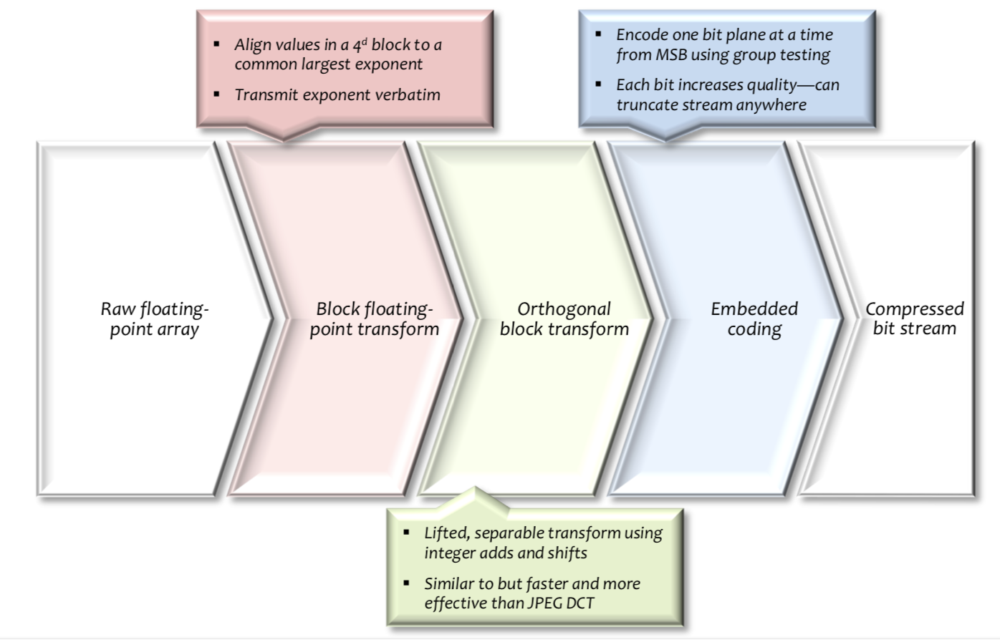 ▪ Align values in a 4ᵈ block to a
common largest exponent
▪ Transmit exponent verbatim
▪ Encode one bit plane at a time
from MSB using group testing
▪ Each bit increases quality—can
truncate stream anywhere
Raw floating-
point array
Block floating-
point transform
Orthogonal
block transform
Embedded
coding
Compressed
bit stream
▪ Lifted, separable transform using
integer adds and shifts
▪ Similar to but faster and more
effective than JPEG DCT